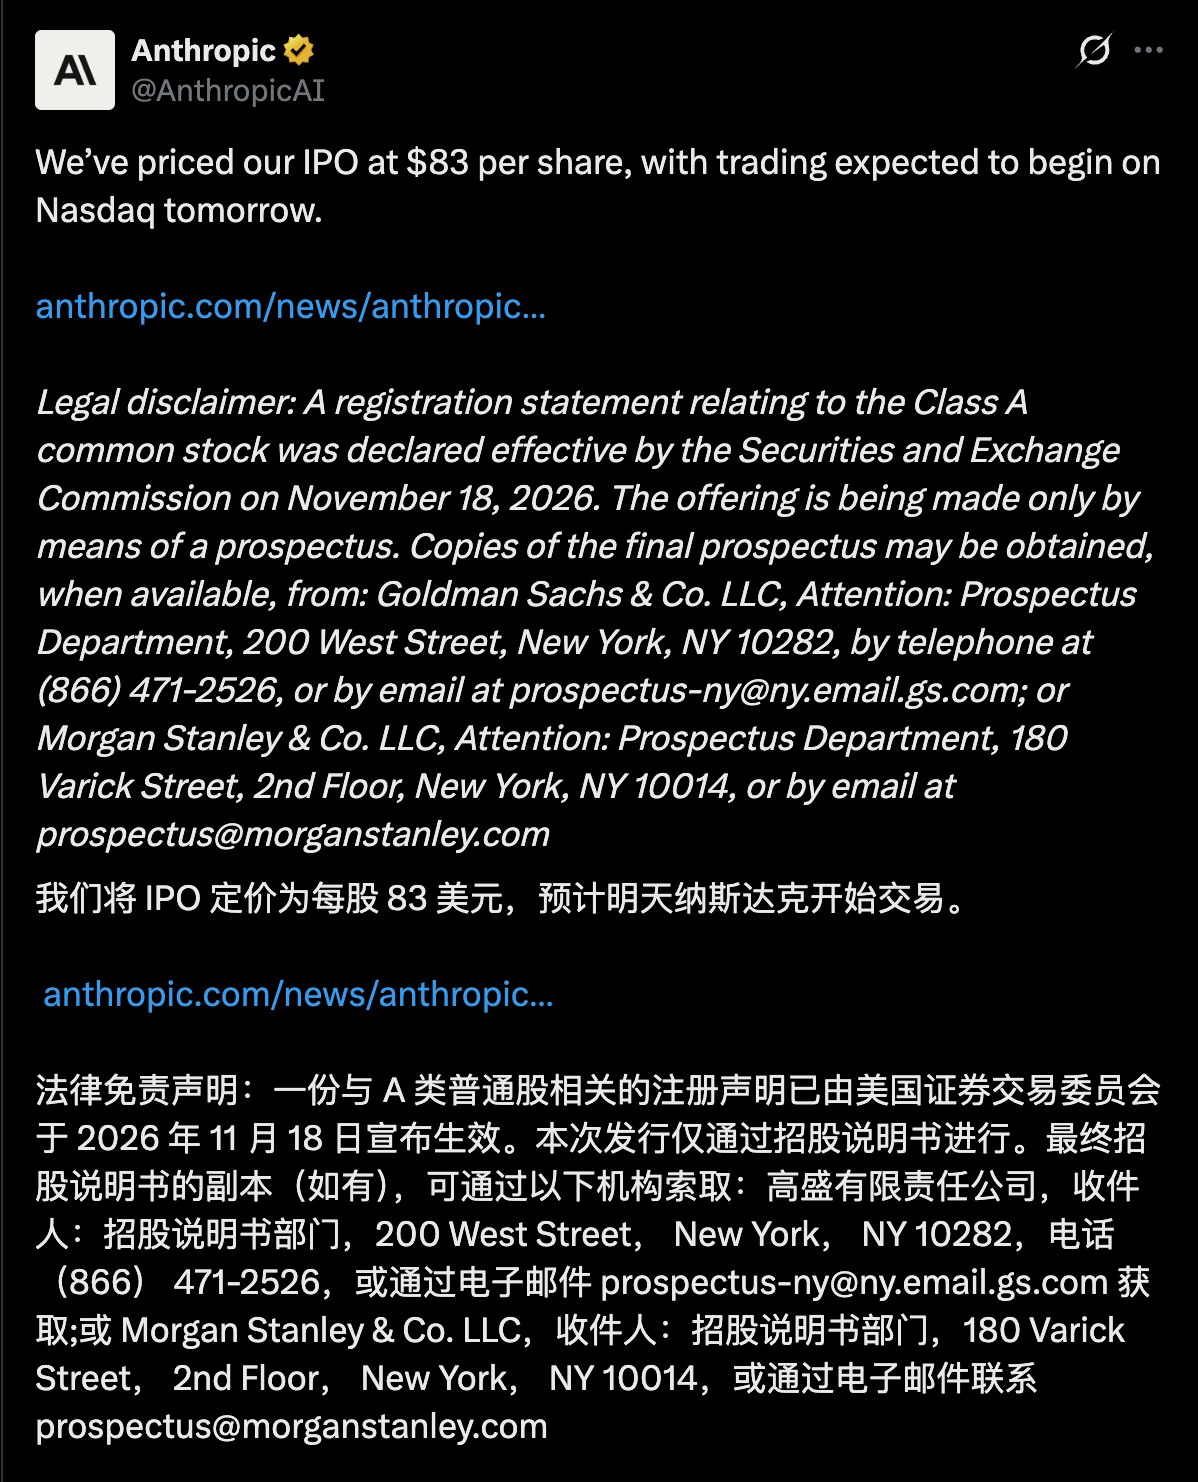 Anthropic
@AnthropicAI
We’ve priced our IPO at $83 per share, with trading expected to begin on
Nasdaq tomorrow.
anthropic.com/news/anthropic…
Legal disclaimer: A registration statement relating to the Class A
common stock was declared effective by the Securities and Exchange
Commission on November 18, 2026. The offering is being made only by
means of a prospectus. Copies of the final prospectus may be obtained,
when available, from: Goldman Sachs & Co. LLC, Attention: Prospectus
Department, 200 West Street, New York, NY 10282, by telephone at
(866) 471-2526, or by email at prospectus-ny@ny.email.gs.com; or
Morgan Stanley & Co. LLC, Attention: Prospectus Department, 180
Varick Street, 2nd Floor, New York, NY 10014, or by email at
prospectus@morganstanley.com
我们将 IPO 定价为每股 83 美元，预计明天纳斯达克开始交易。
anthropic.com/news/anthropic…
法律免责声明：一份与 A 类普通股相关的注册声明已由美国证券交易委员会
于 2026 年 11 月 18 日宣布生效。本次发行仅通过招股说明书进行。最终招
股说明书的副本（如有），可通过以下机构索取：高盛有限责任公司，收件
人：招股说明书部门，200 West Street， New York， NY 10282，电话
（866） 471-2526，或通过电子邮件 prospectus-ny@ny.email.gs.com 获
取;或 Morgan Stanley & Co. LLC，收件人：招股说明书部门，180 Varick
Street， 2nd Floor， New York， NY 10014，或通过电子邮件联系
prospectus@morganstanley.com